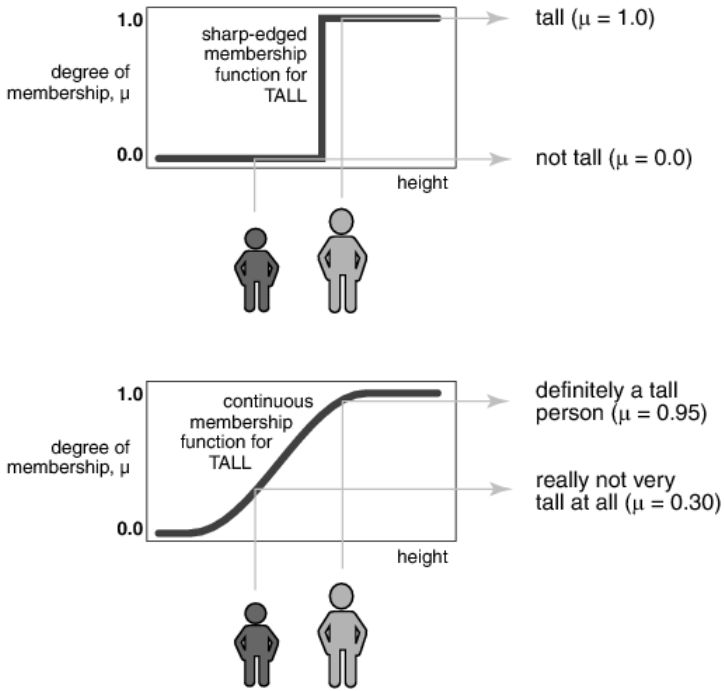 1.0
sharp-edged
membership
function for
TALL
degree of
membership, μ
0.0
height
tall (μ = 1.0)
not tall (μ = 0.0)
1.0
continuous
membership
function for
TALL
degree of
membership, μ
0.0
height
definitely a tall
person (μ = 0.95)
really not very
tall at all (μ = 0.30)